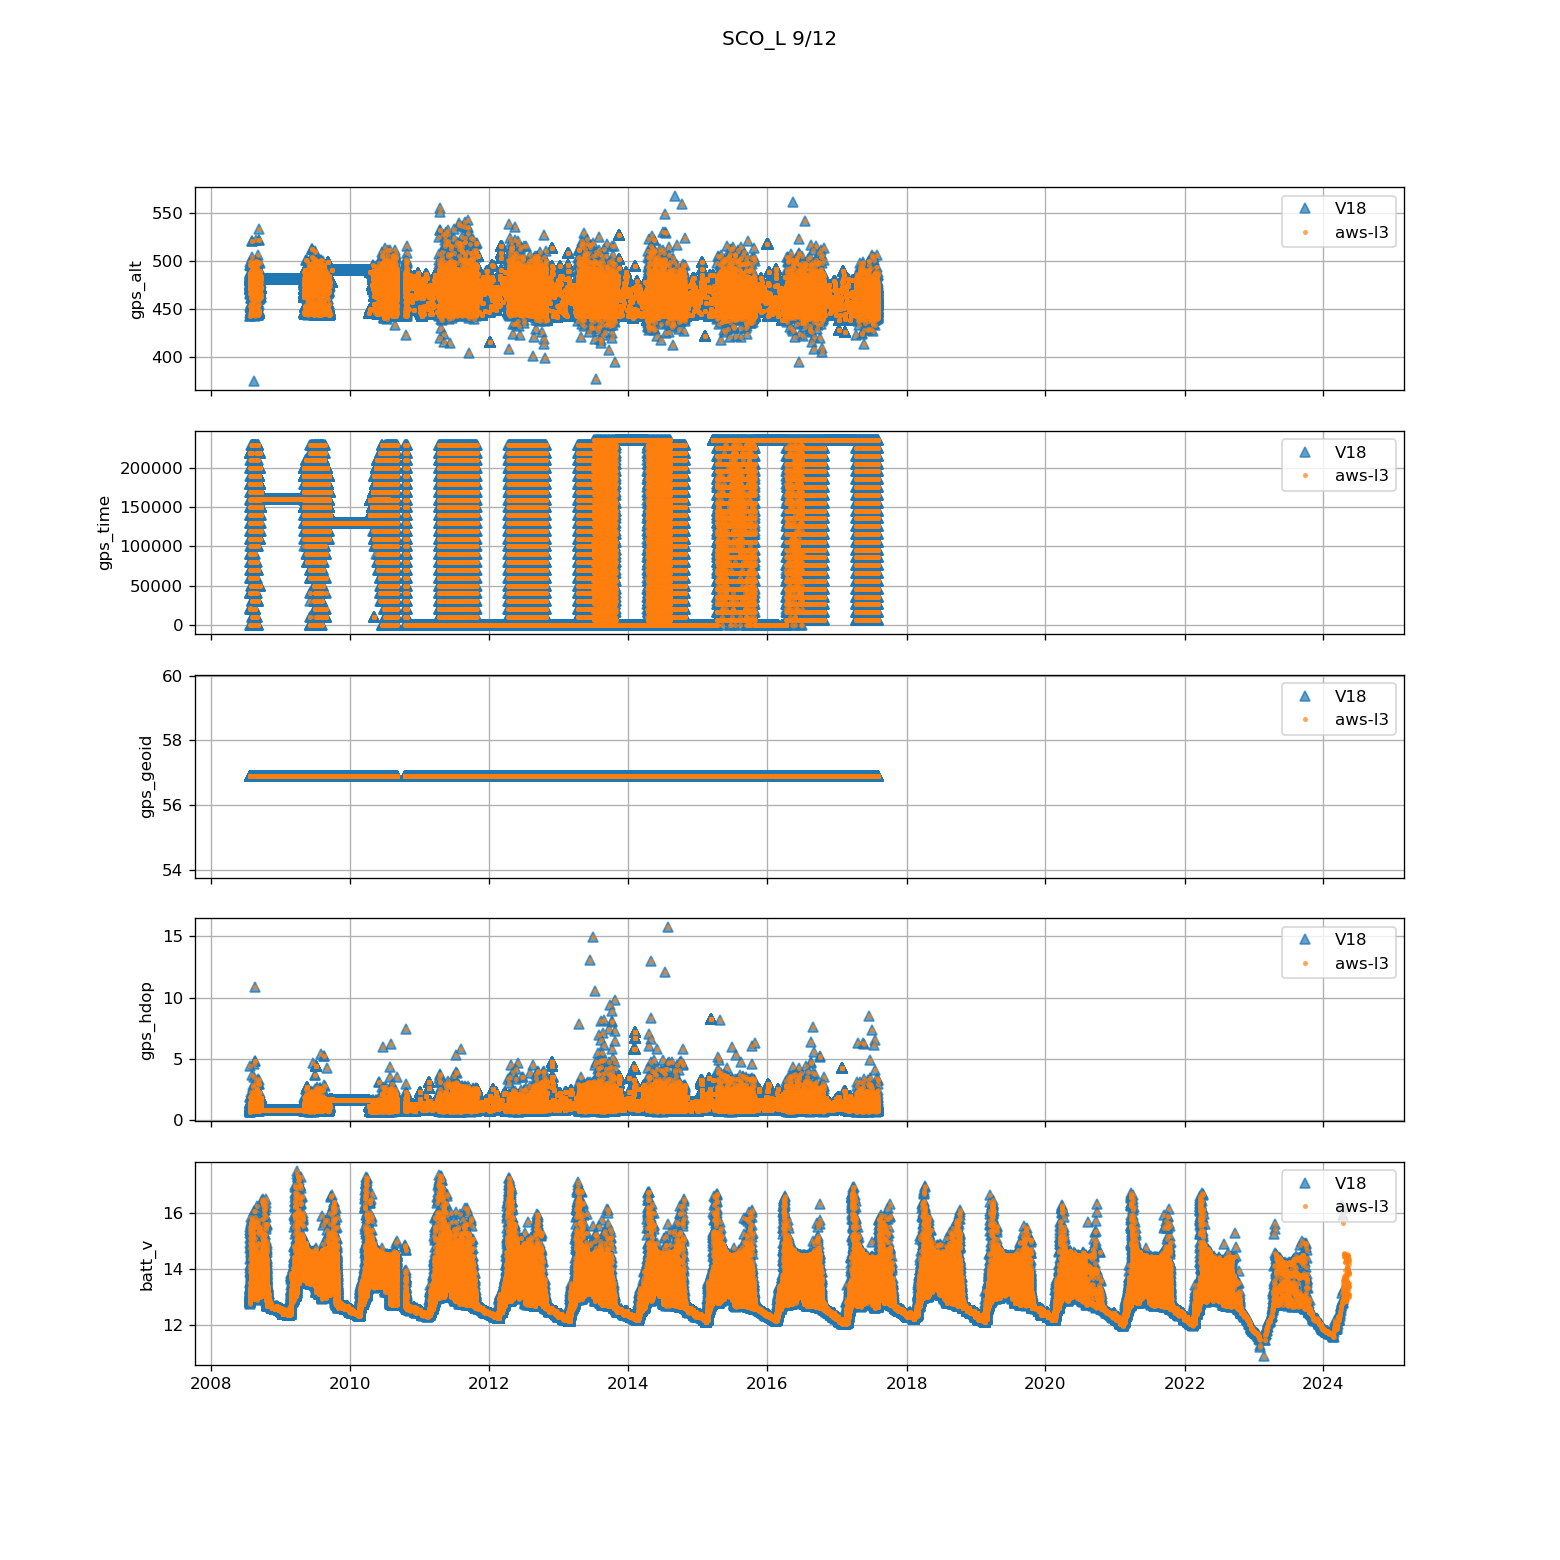 SCO_L 9/12
gps_alt
550
500
450
400
V18
aws-l3
gps_time
200000
150000
100000
50000
0
V18
aws-l3
gps_geoid
60
58
56
54
V18
aws-l3
gps_hdop
15
10
5
0
V18
aws-l3
batt_v
16
14
12
V18
aws-l3
2008 2010 2012 2014 2016 2018 2020 2022 2024